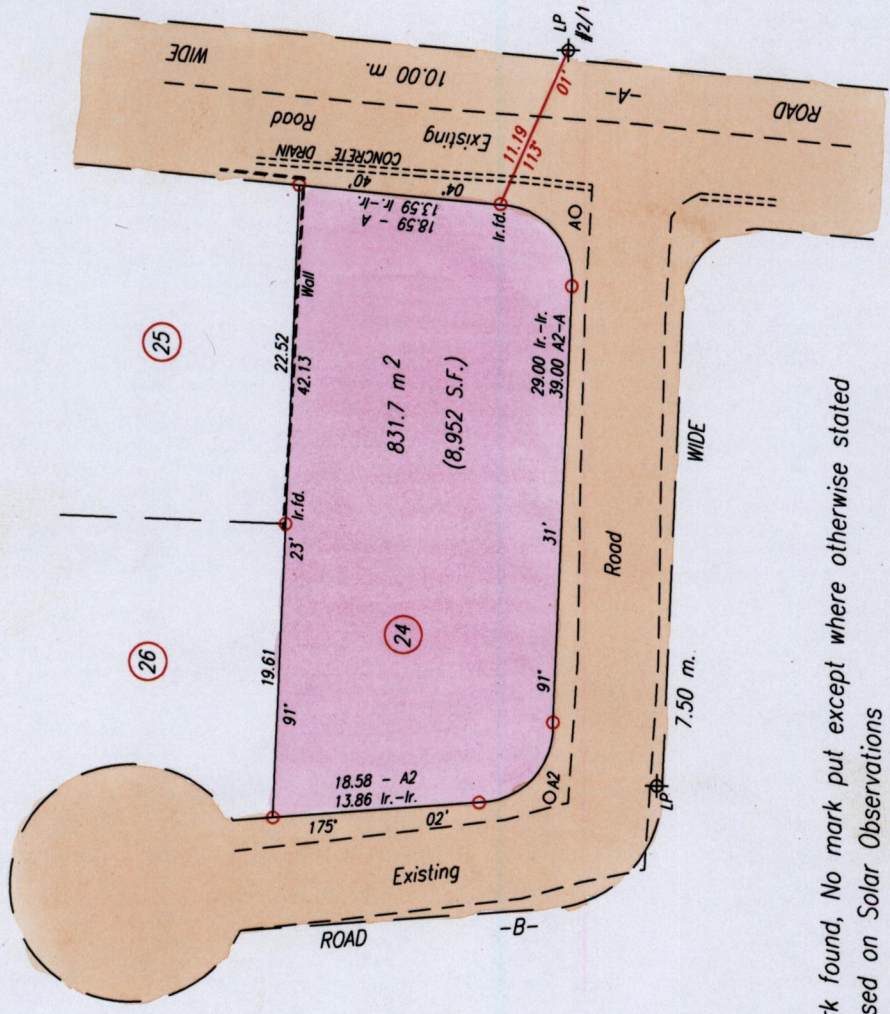 WIDE
10.00 m.
LP
#2/1
01'
-A-
ROAD
Road
Existing
CONCRETE DRAIN
11.19
113°
40'
04°
18.59 - A
13.59 Ir.-Ir.
Ir.fd.
A
25
22.52
42.13
Wall
831.7 m²
(8,952 S.F.)
29.00 Ir.-Ir.
39.00 A2-A
Ir.fd.
23'
31'
Road
WIDE
26
24
19.61
91°
91°
7.50 m.
18.58 - A2
13.86 Ir.-Ir.
175°
02'
A2
LP
Existing
ROAD
-B-
rk found, No mark put except where otherwise stated
sed on Solar Observations